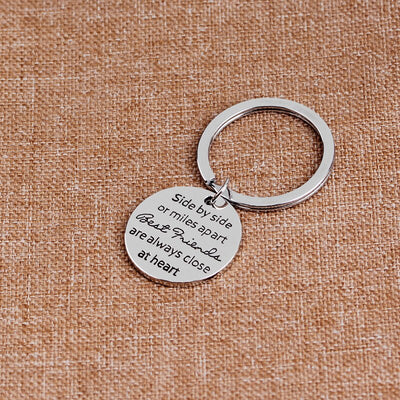 Side by side
or miles apart
Best Friends
are always close
at heart